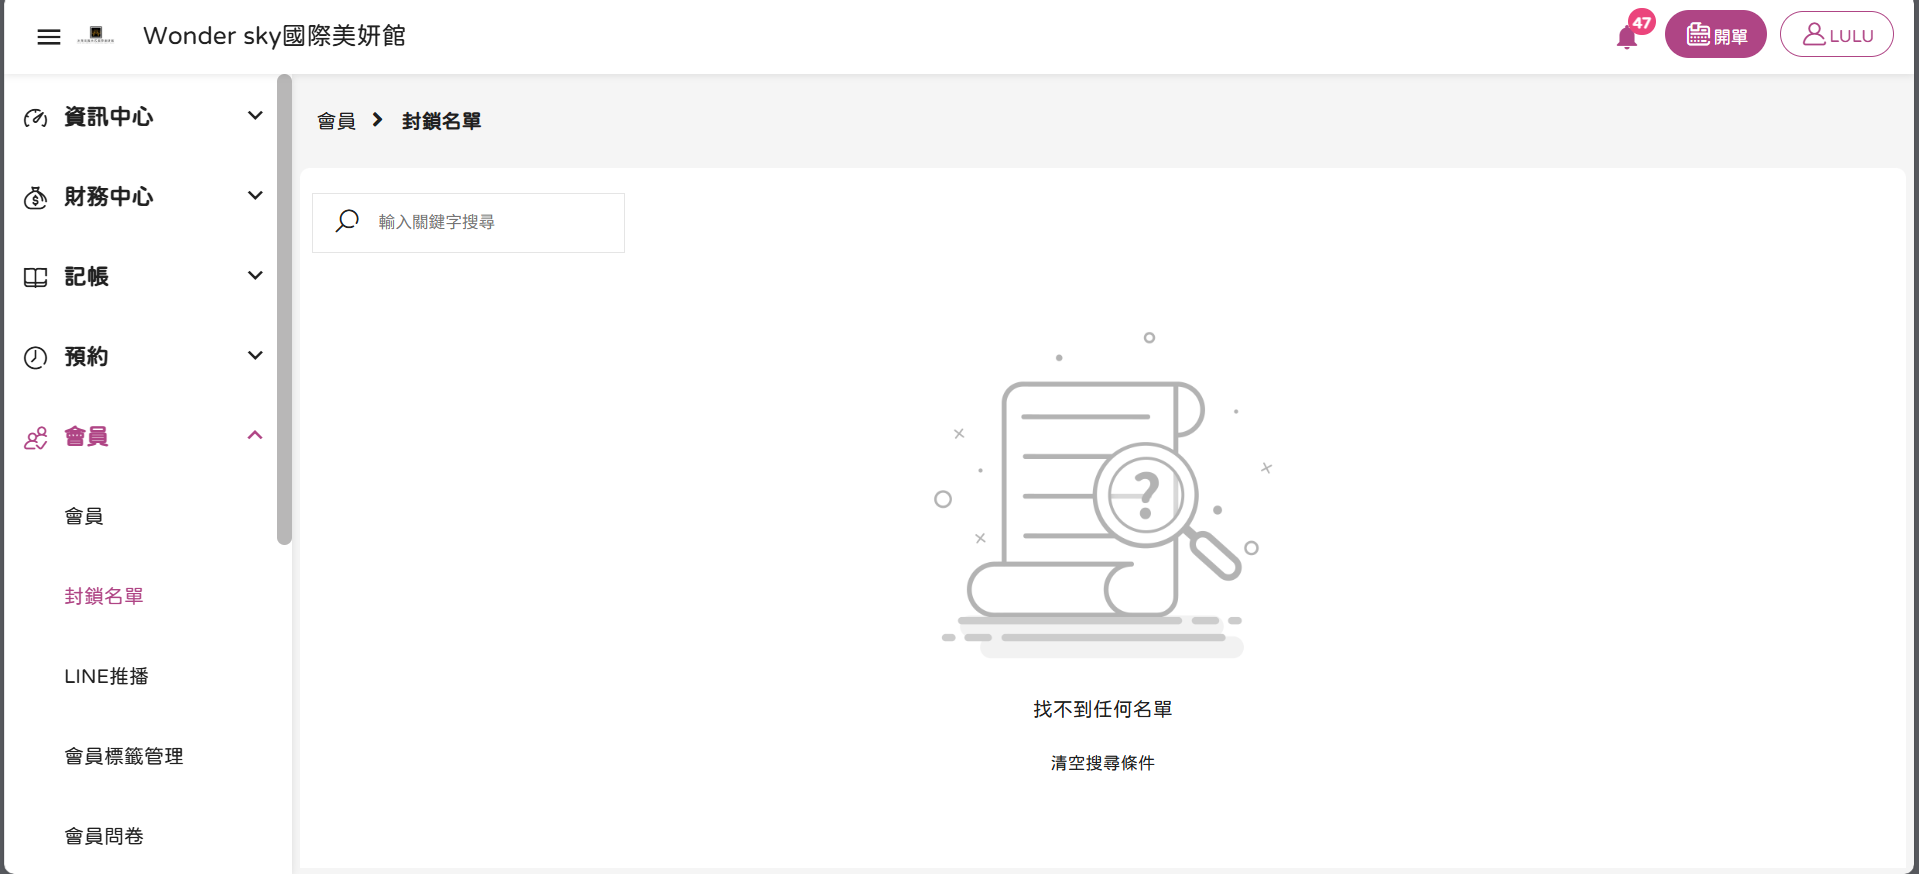 Wonder sky國際美妍館
47
開單
LULU
資訊中心
財務中心
記帳
預約
會員
會員
封鎖名單
LINE推播
會員標籤管理
會員問卷
會員 > 封鎖名單
輸入關鍵字搜尋
?
找不到任何名單
清空搜尋條件